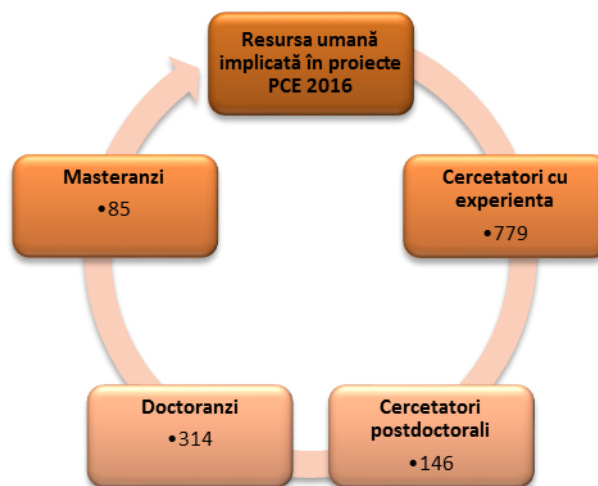 Resursa umană
implicată în proiecte
PCE 2016
Cercetatori cu
experienta
•779
Cercetatori
postdoctorali
•146
Doctoranzi
•314
Masteranzi
•85